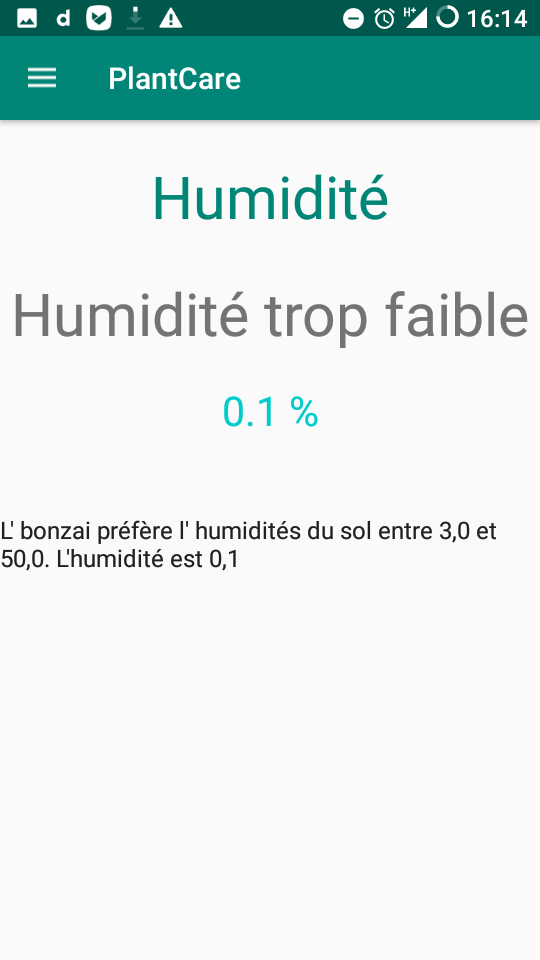 d H+ 16:14
PlantCare
Humidité
Humidité trop faible
0.1 %
L' bonzai préfère l' humidités du sol entre 3,0 et
50,0. L'humidité est 0,1